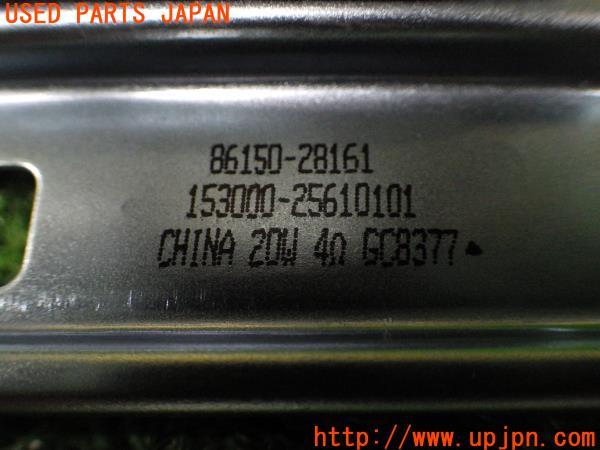 USED PARTS JAPAN
86150-28161
153000-25610101
CHINA 20W 4Ω GC8377
http://www.upjpn.com/